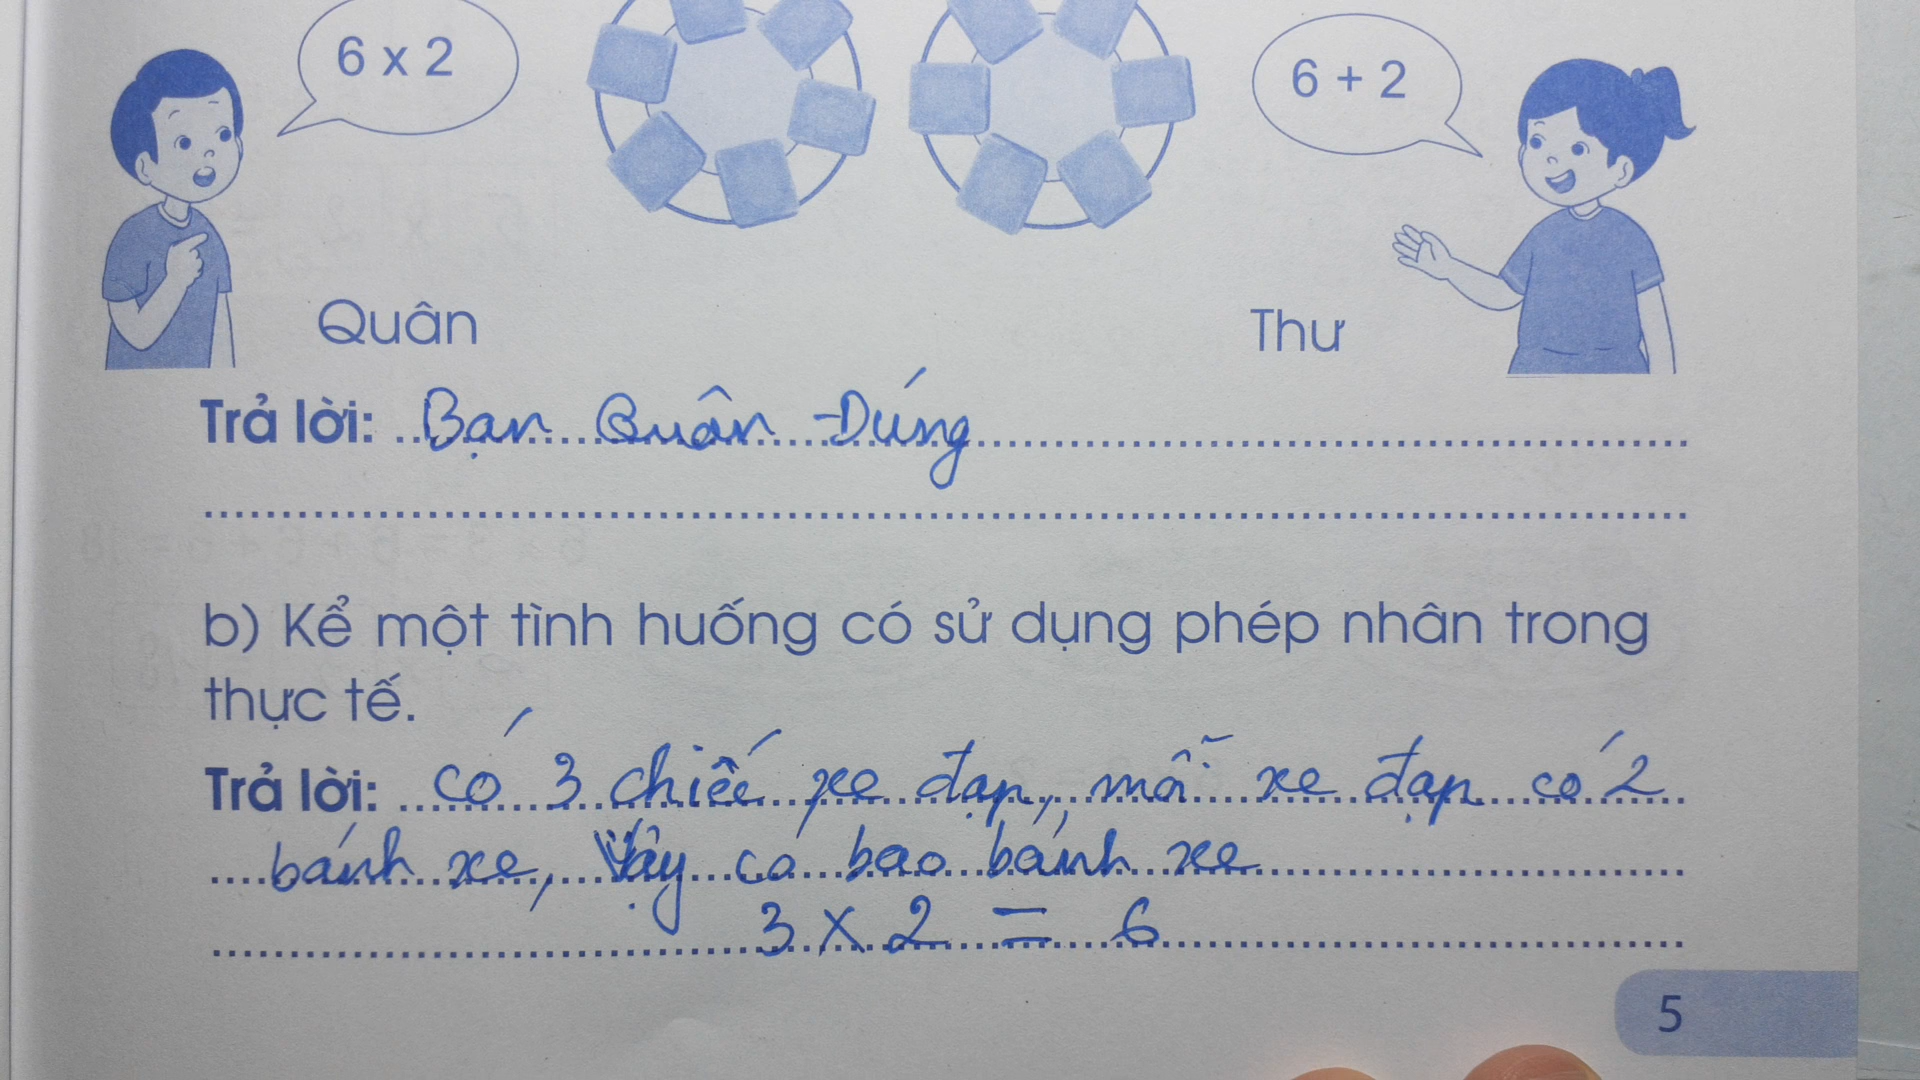 6 x 2
6 + 2
Quân
Thư
Trả lời: Bạn Quân Đúng
b) Kể một tình huống có sử dụng phép nhân trong
thực tế.
Trả lời: có 3 chiếc xe đạp, mỗi xe đạp có 2
bánh xe, Vậy có bao bánh xe
3 x 2 = 6
5